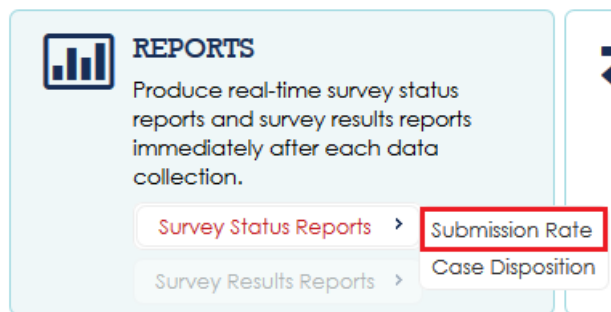 REPORTS
Produce real-time survey status
reports and survey results reports
immediately after each data
collection.
Survey Status Reports >
Submission Rate
Case Disposition
Survey Results Reports >